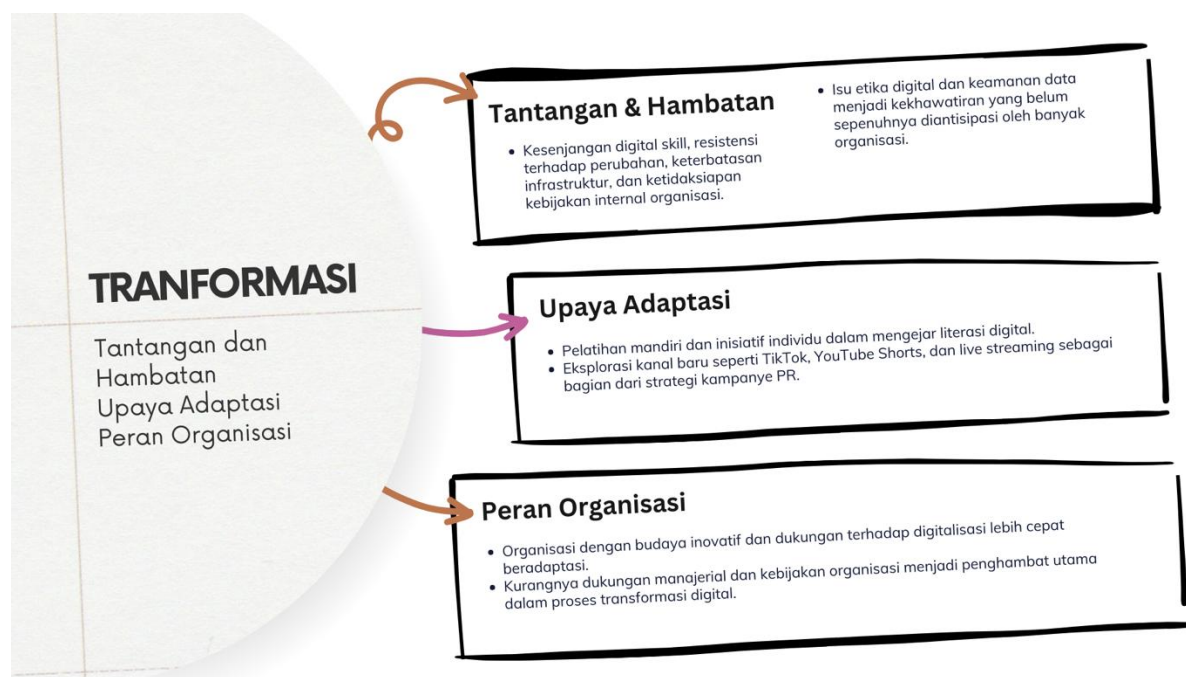 TRANFORMASI
Tantangan dan
Hambatan
Upaya Adaptasi
Peran Organisasi
Tantangan & Hambatan
• Kesenjangan digital skill, resistensi
terhadap perubahan, keterbatasan
infrastruktur, dan ketidaksiapan
kebijakan internal organisasi.
• Isu etika digital dan keamanan data
menjadi kekhawatiran yang belum
sepenuhnya diantisipasi oleh banyak
organisasi.
Upaya Adaptasi
• Pelatihan mandiri dan inisiatif individu dalam mengejar literasi digital.
• Eksplorasi kanal baru seperti TikTok, YouTube Shorts, dan live streaming sebagai
bagian dari strategi kampanye PR.
Peran Organisasi
• Organisasi dengan budaya inovatif dan dukungan terhadap digitalisasi lebih cepat
beradaptasi.
• Kurangnya dukungan manajerial dan kebijakan organisasi menjadi penghambat utama
dalam proses transformasi digital.